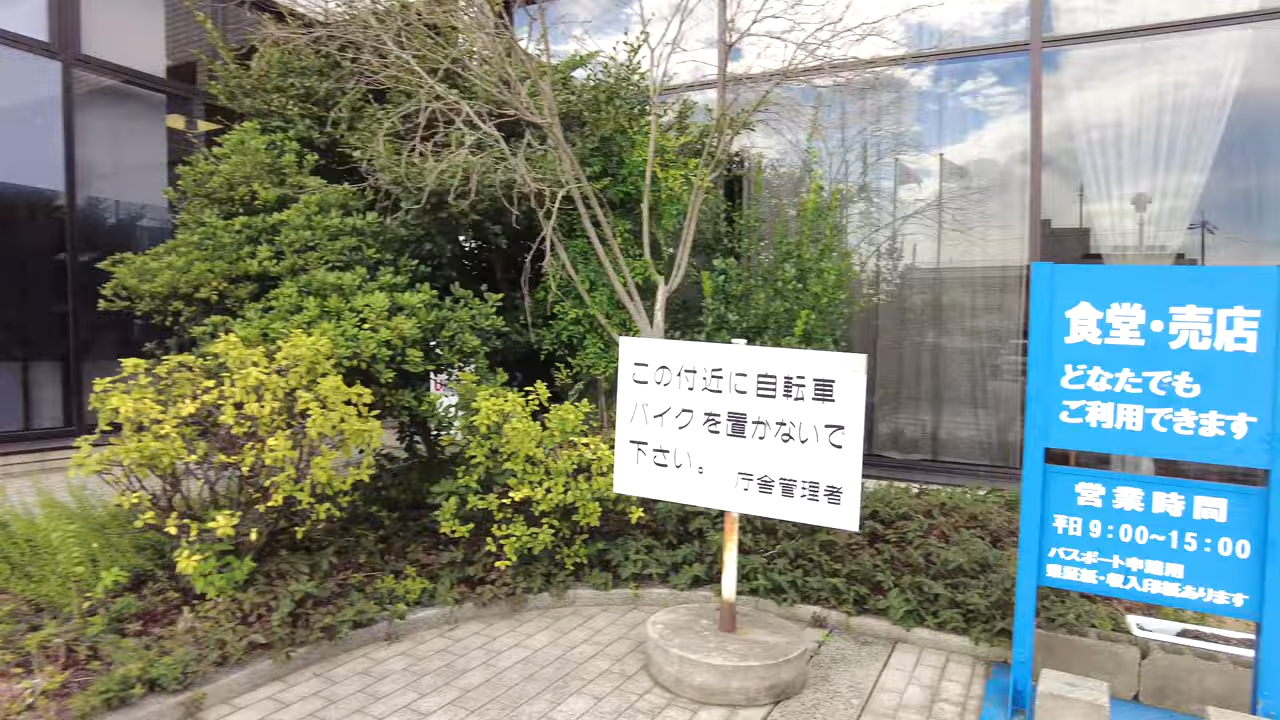 この付近に自転車
バイクを置かないで
下さい。
庁舎管理者
食堂・売店
どなたでも
ご利用できます
営業時間
平日9:00~15:00
パスポート申請用
県証紙・収入印紙あります